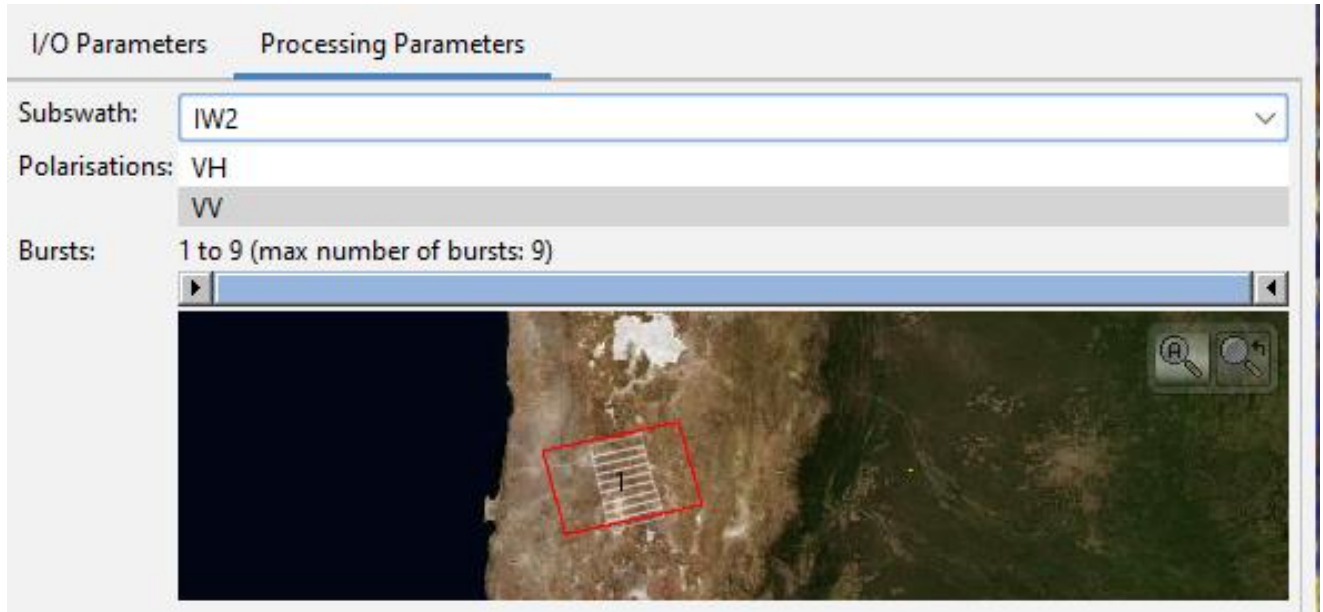 I/O Parameters Processing Parameters
Subswath: IW2
Polarisations: VH
VV
Bursts: 1 to 9 (max number of bursts: 9)
A
1